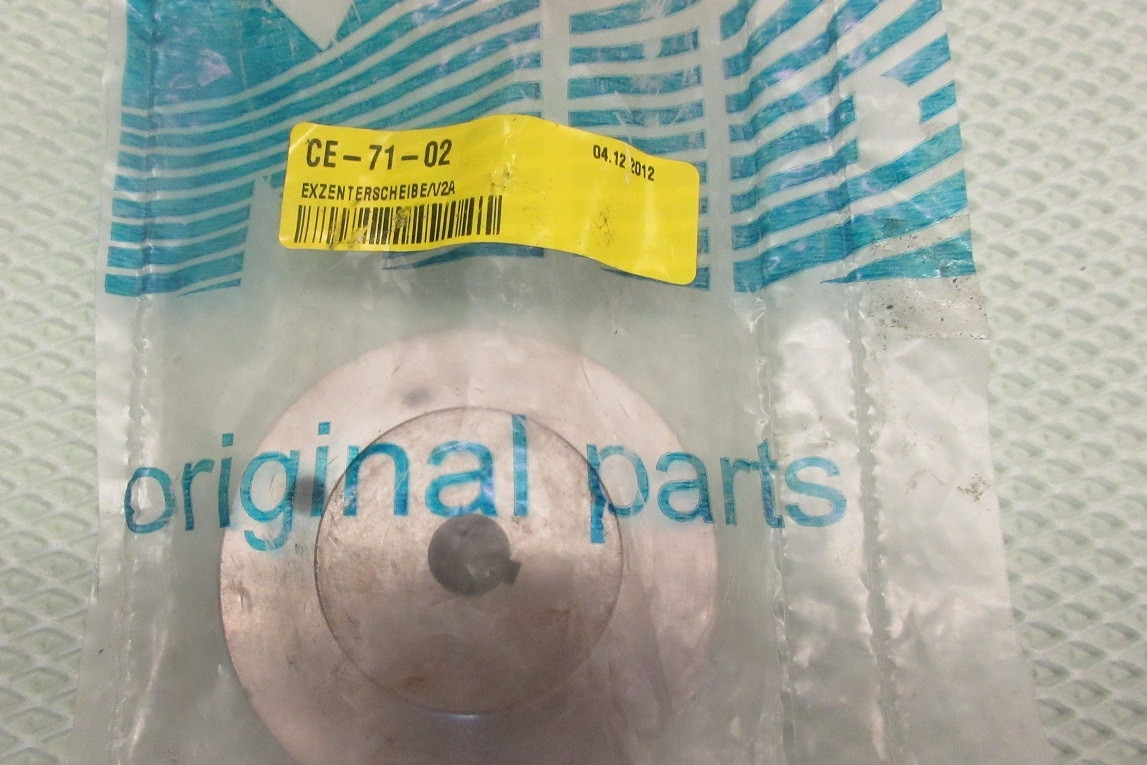 CE-71-02
04.12 2012
EXZENTERSCHEIBE/V2A
original parts